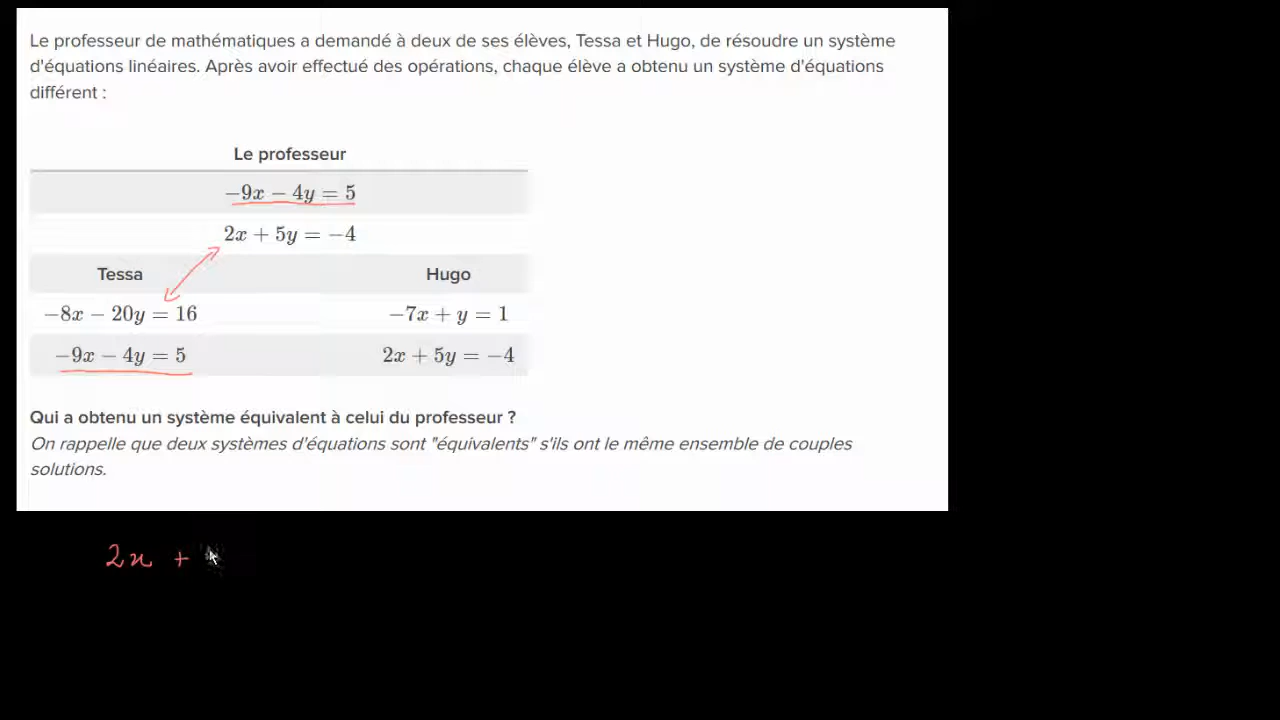 Le professeur de mathématiques a demandé à deux de ses élèves, Tessa et Hugo, de résoudre un système
d'équations linéaires. Après avoir effectué des opérations, chaque élève a obtenu un système d'équations
différent :
Le professeur
−9x − 4y = 5
2x + 5y = −4
Tessa Hugo
−8x − 20y = 16 −7x + y = 1
−9x − 4y = 5 2x + 5y = −4
Qui a obtenu un système équivalent à celui du professeur ?
On rappelle que deux systèmes d'équations sont "équivalents" s'ils ont le même ensemble de couples
solutions.
2x +